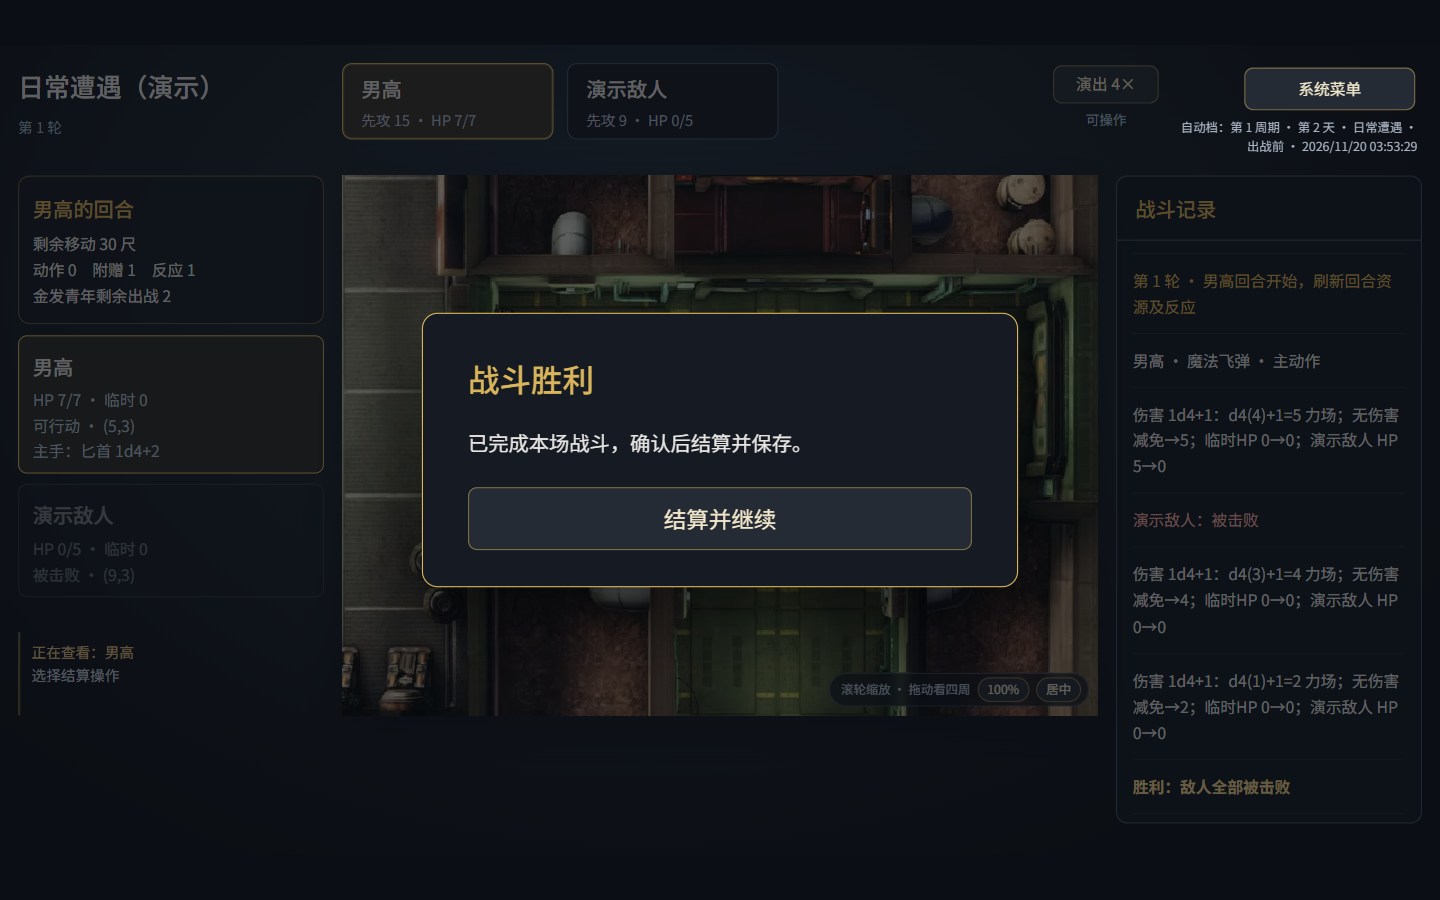 日常遭遇（演示）
第 1 轮
男高
先攻 15 · HP 7/7
演示敌人
先攻 9 · HP 0/5
演出 4×
可操作
系统菜单
自动档：第 1 周期 · 第 2 天 · 日常遭遇 ·
出战前 · 2026/11/20 03:53:29
男高的回合
剩余移动 30 尺
动作 0 附赠 1 反应 1
金发青年剩余出战 2
男高
HP 7/7 · 临时 0
可行动 · (5,3)
主手：匕首 1d4+2
演示敌人
HP 0/5 · 临时 0
被击败 · (9,3)
正在查看：男高
选择结算操作
战斗胜利
已完成本场战斗，确认后结算并保存。
结算并继续
滚轮缩放 · 拖动看四周 100% 居中
战斗记录
第 1 轮 · 男高回合开始，刷新回合资
源及反应
男高 · 魔法飞弹 · 主动作
伤害 1d4+1：d4(4)+1=5 力场；无伤害
减免→5；临时HP 0→0；演示敌人 HP
5→0
演示敌人：被击败
伤害 1d4+1：d4(3)+1=4 力场；无伤害
减免→4；临时HP 0→0；演示敌人 HP
0→0
伤害 1d4+1：d4(1)+1=2 力场；无伤害
减免→2；临时HP 0→0；演示敌人 HP
0→0
胜利：敌人全部被击败